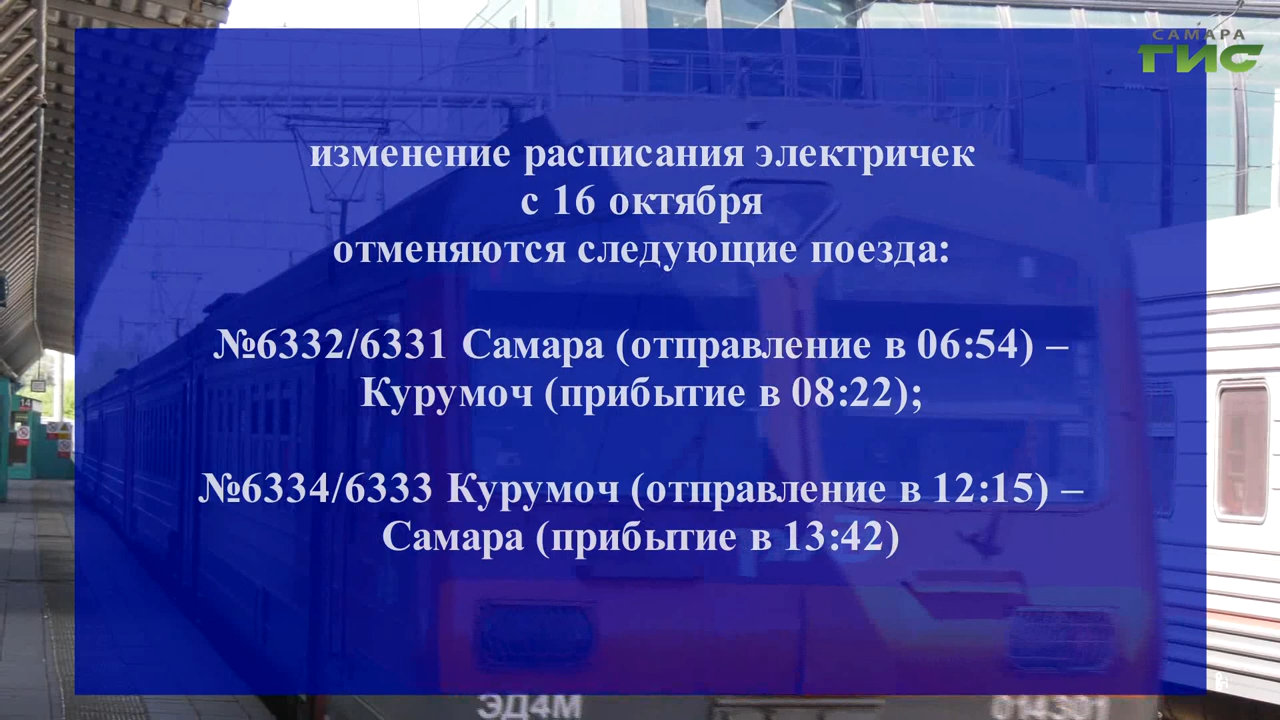 САМАРА
ГИС
изменение расписания электричек
с 16 октября
отменяются следующие поезда:
№6332/6331 Самара (отправление в 06:54) –
Курумоч (прибытие в 08:22);
№6334/6333 Курумоч (отправление в 12:15) –
Самара (прибытие в 13:42)
ЭД4М
014301